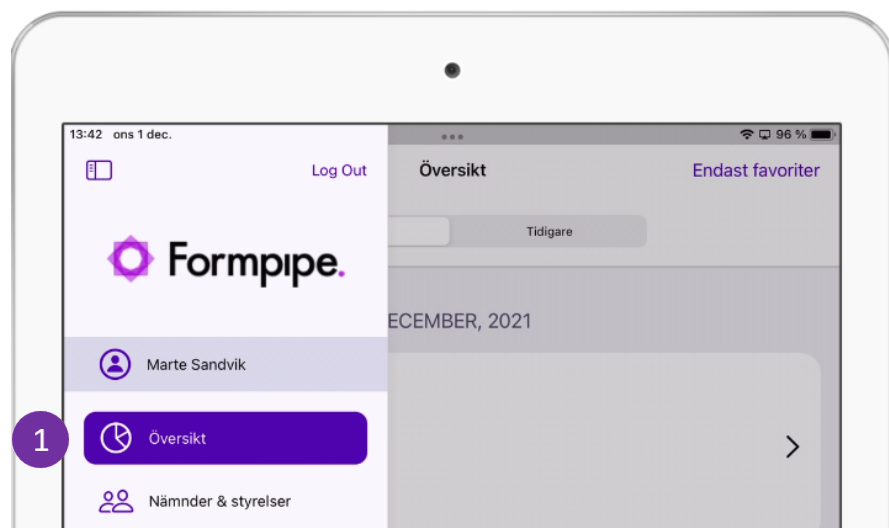 13:42 ons 1 dec.
96 %
Log Out
Översikt
Endast favoriter
Tidigare
Formpipe.
ECEMBER, 2021
Marte Sandvik
1
Översikt
Nämnder & styrelser